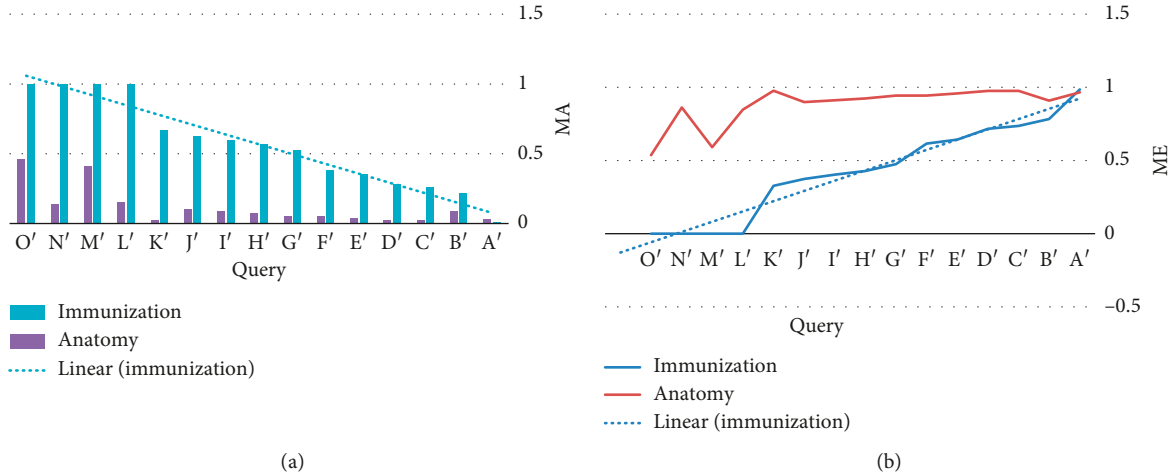 1.5
1
0.5
0
MA
O′ N′ M′ L′ K′ J′ I′ H′ G′ F′ E′ D′ C′ B′ A′
Query
Immunization
Anatomy
Linear (immunization)
(a)
1.5
1
0.5
0
−0.5
ME
O′ N′ M′ L′ K′ J′ I′ H′ G′ F′ E′ D′ C′ B′ A′
Query
Immunization
Anatomy
Linear (immunization)
(b)